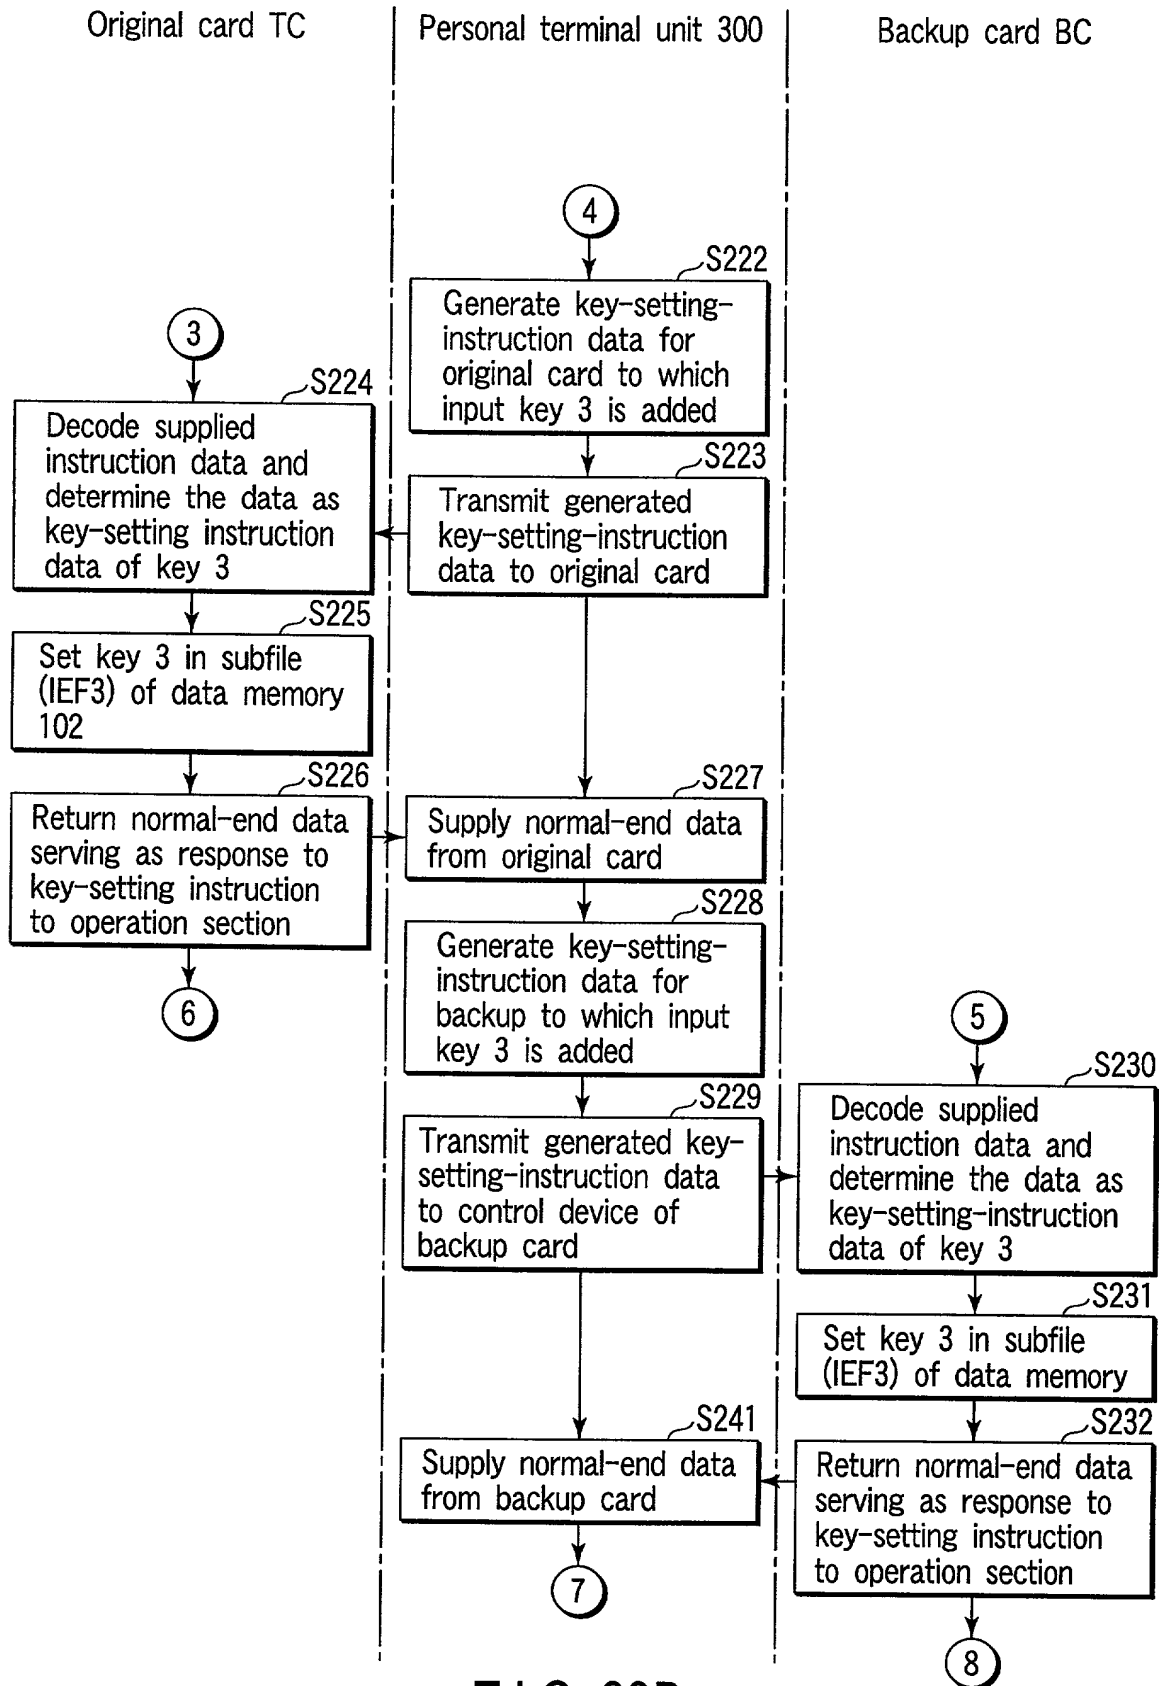 Original card TC
Personal terminal unit 300
Backup card BC
4
S222
Generate key-setting-
instruction data for
original card to which
input key 3 is added
3
S224
Decode supplied
instruction data and
determine the data as
key-setting instruction
data of key 3
S223
Transmit generated
key-setting-instruction
data to original card
S225
Set key 3 in subfile
(IEF3) of data memory
102
S226
Return normal-end data
serving as response to
key-setting instruction
to operation section
6
S227
Supply normal-end data
from original card
S228
Generate key-setting-
instruction data for
backup to which input
key 3 is added
S229
Transmit generated key-
setting-instruction data
to control device of
backup card
5
S230
Decode supplied
instruction data and
determine the data as
key-setting-instruction
data of key 3
S231
Set key 3 in subfile
(IEF3) of data memory
S232
Return normal-end data
serving as response to
key-setting instruction
to operation section
8
S241
Supply normal-end data
from backup card
7